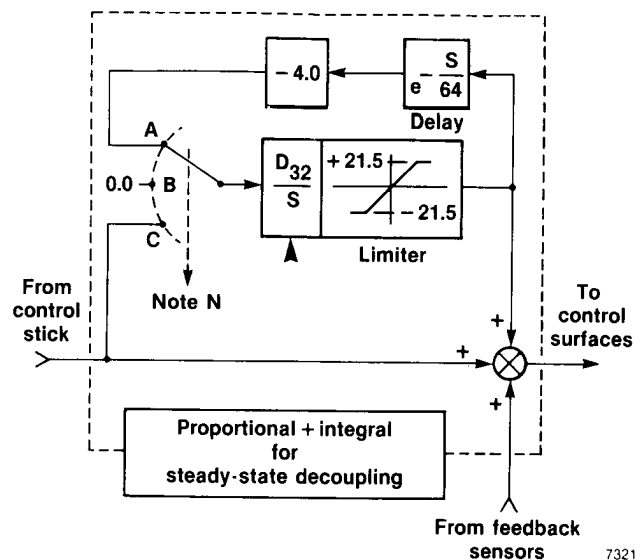 - 4.0
e - S/64
Delay
A
0.0
B
C
D32
S
+ 21.5
- 21.5
Limiter
From
control
stick
Note N
To
control
surfaces
+
+
+
Proportional + integral
for
steady-state decoupling
From feedback
sensors
7321